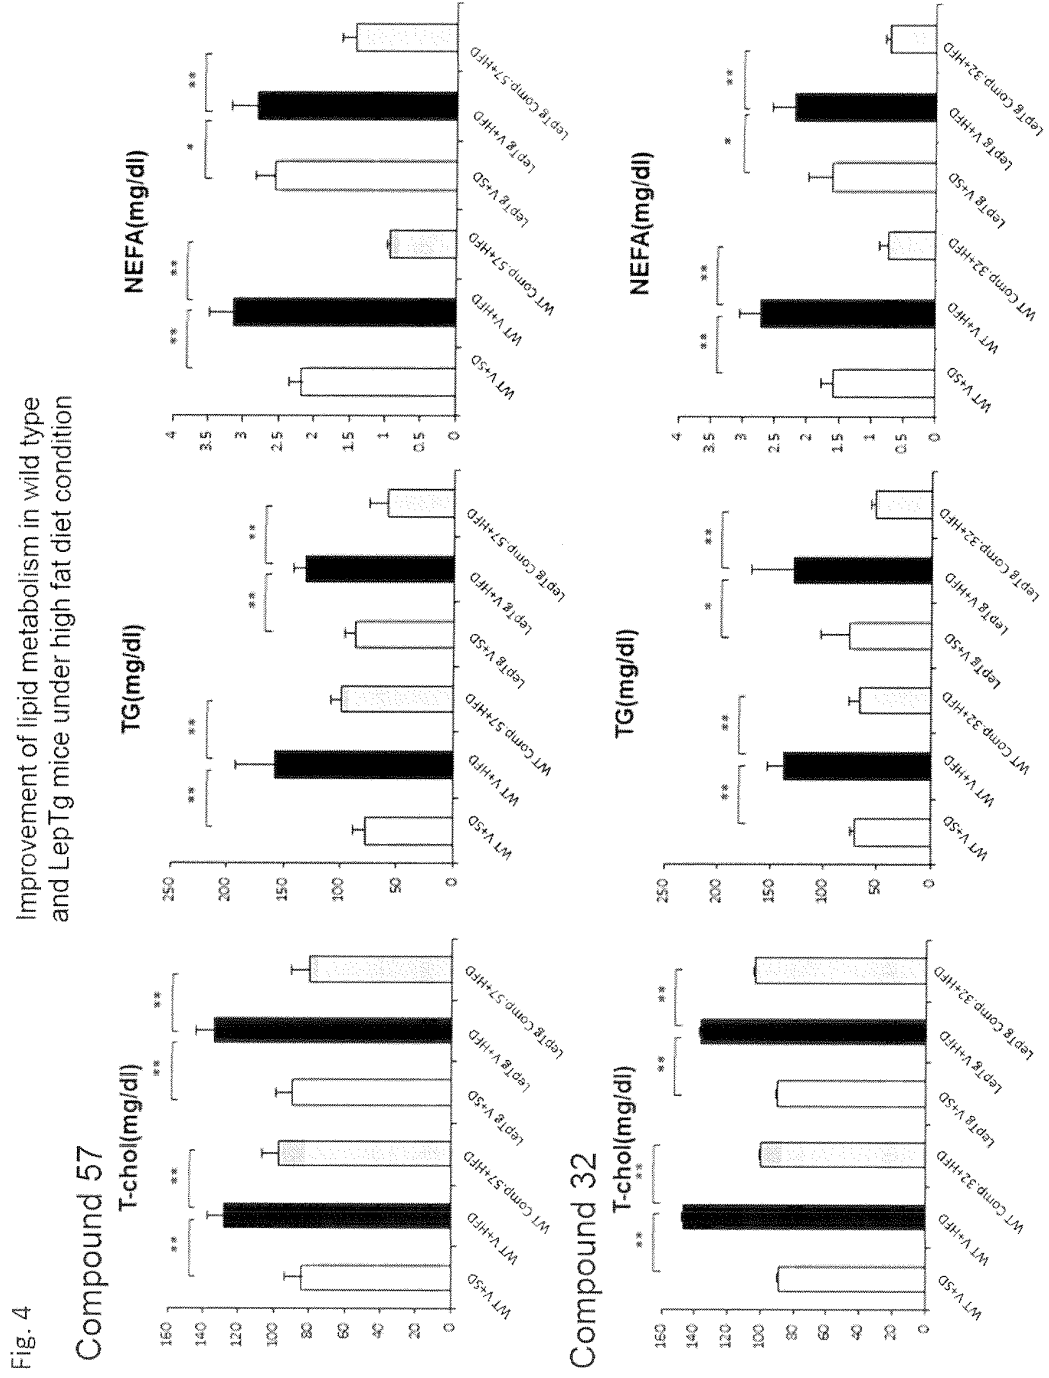 Fig. 4
Improvement of lipid metabolism in wild type
and LepTg mice under high fat diet condition
Compound 57
T-chol(mg/dl)
160
140
120
100
80
60
40
20
0
**
**
**
**
WT V+SD
WT V+HFD
WT Comp.57+HFD
LepTg V+SD
LepTg V+HFD
LepTg Comp.57+HFD
TG(mg/dl)
250
200
150
100
50
0
**
**
**
**
WT V+SD
WT V+HFD
WT Comp.57+HFD
LepTg V+SD
LepTg V+HFD
LepTg Comp.57+HFD
NEFA(mg/dl)
4
3.5
3
2.5
2
1.5
1
0.5
0
**
**
*
**
WT V+SD
WT V+HFD
WT Comp.57+HFD
LepTg V+SD
LepTg V+HFD
LepTg Comp.57+HFD
Compound 32
T-chol(mg/dl)
160
140
120
100
80
60
40
20
0
**
**
**
**
WT V+SD
WT V+HFD
WT Comp.32+HFD
LepTg V+SD
LepTg V+HFD
LepTg Comp.32+HFD
TG(mg/dl)
250
200
150
100
50
0
**
**
*
**
WT V+SD
WT V+HFD
WT Comp.32+HFD
LepTg V+SD
LepTg V+HFD
LepTg Comp.32+HFD
NEFA(mg/dl)
4
3.5
3
2.5
2
1.5
1
0.5
0
**
**
*
**
WT V+SD
WT V+HFD
WT Comp.32+HFD
LepTg V+SD
LepTg V+HFD
LepTg Comp.32+HFD